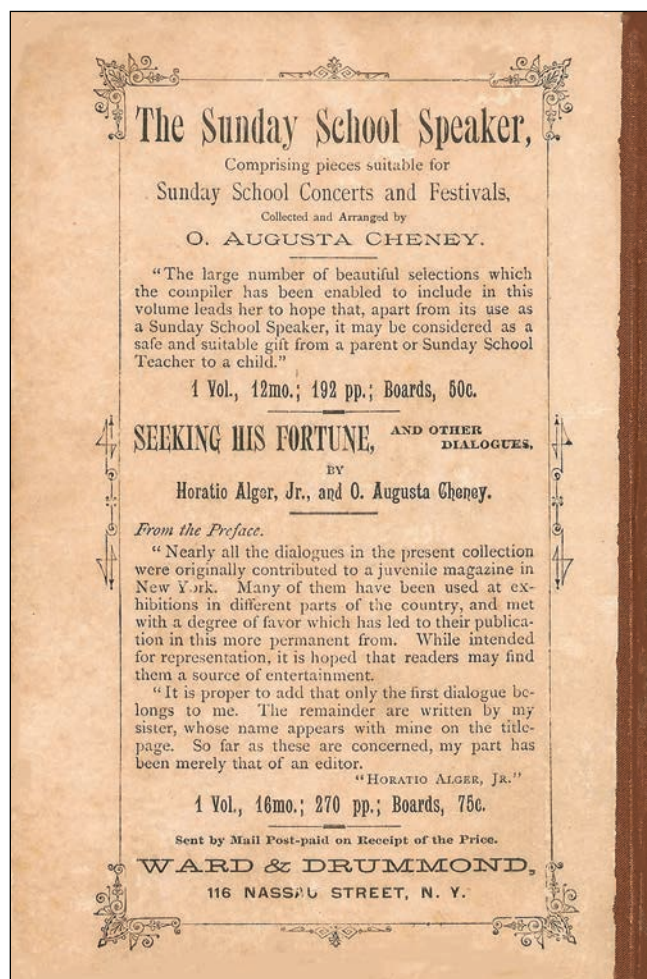 The Sunday School Speaker,
Comprising pieces suitable for
Sunday School Concerts and Festivals,
Collected and Arranged by
O. AUGUSTA CHENEY.
“The large number of beautiful selections which
the compiler has been enabled to include in this
volume leads her to hope that, apart from its use as
a Sunday School Speaker, it may be considered as a
safe and suitable gift from a parent or Sunday School
Teacher to a child.”
1 Vol., 12mo.; 192 pp.; Boards, 50c.
SEEKING HIS FORTUNE, AND OTHER
DIALOGUES,
BY
Horatio Alger, Jr., and O. Augusta Cheney.
From the Preface.
“Nearly all the dialogues in the present collection
were originally contributed to a juvenile magazine in
New York. Many of them have been used at ex-
hibitions in different parts of the country, and met
with a degree of favor which has led to their publica-
tion in this more permanent from. While intended
for representation, it is hoped that readers may find
them a source of entertainment.
“It is proper to add that only the first dialogue be-
longs to me. The remainder are written by my
sister, whose name appears with mine on the title-
page. So far as these are concerned, my part has
been merely that of an editor.
“HORATIO ALGER, JR.”
1 Vol., 16mo.; 270 pp.; Boards, 75c.
Sent by Mail Post-paid on Receipt of the Price.
WARD & DRUMMOND,
116 NASSAU STREET, N. Y.